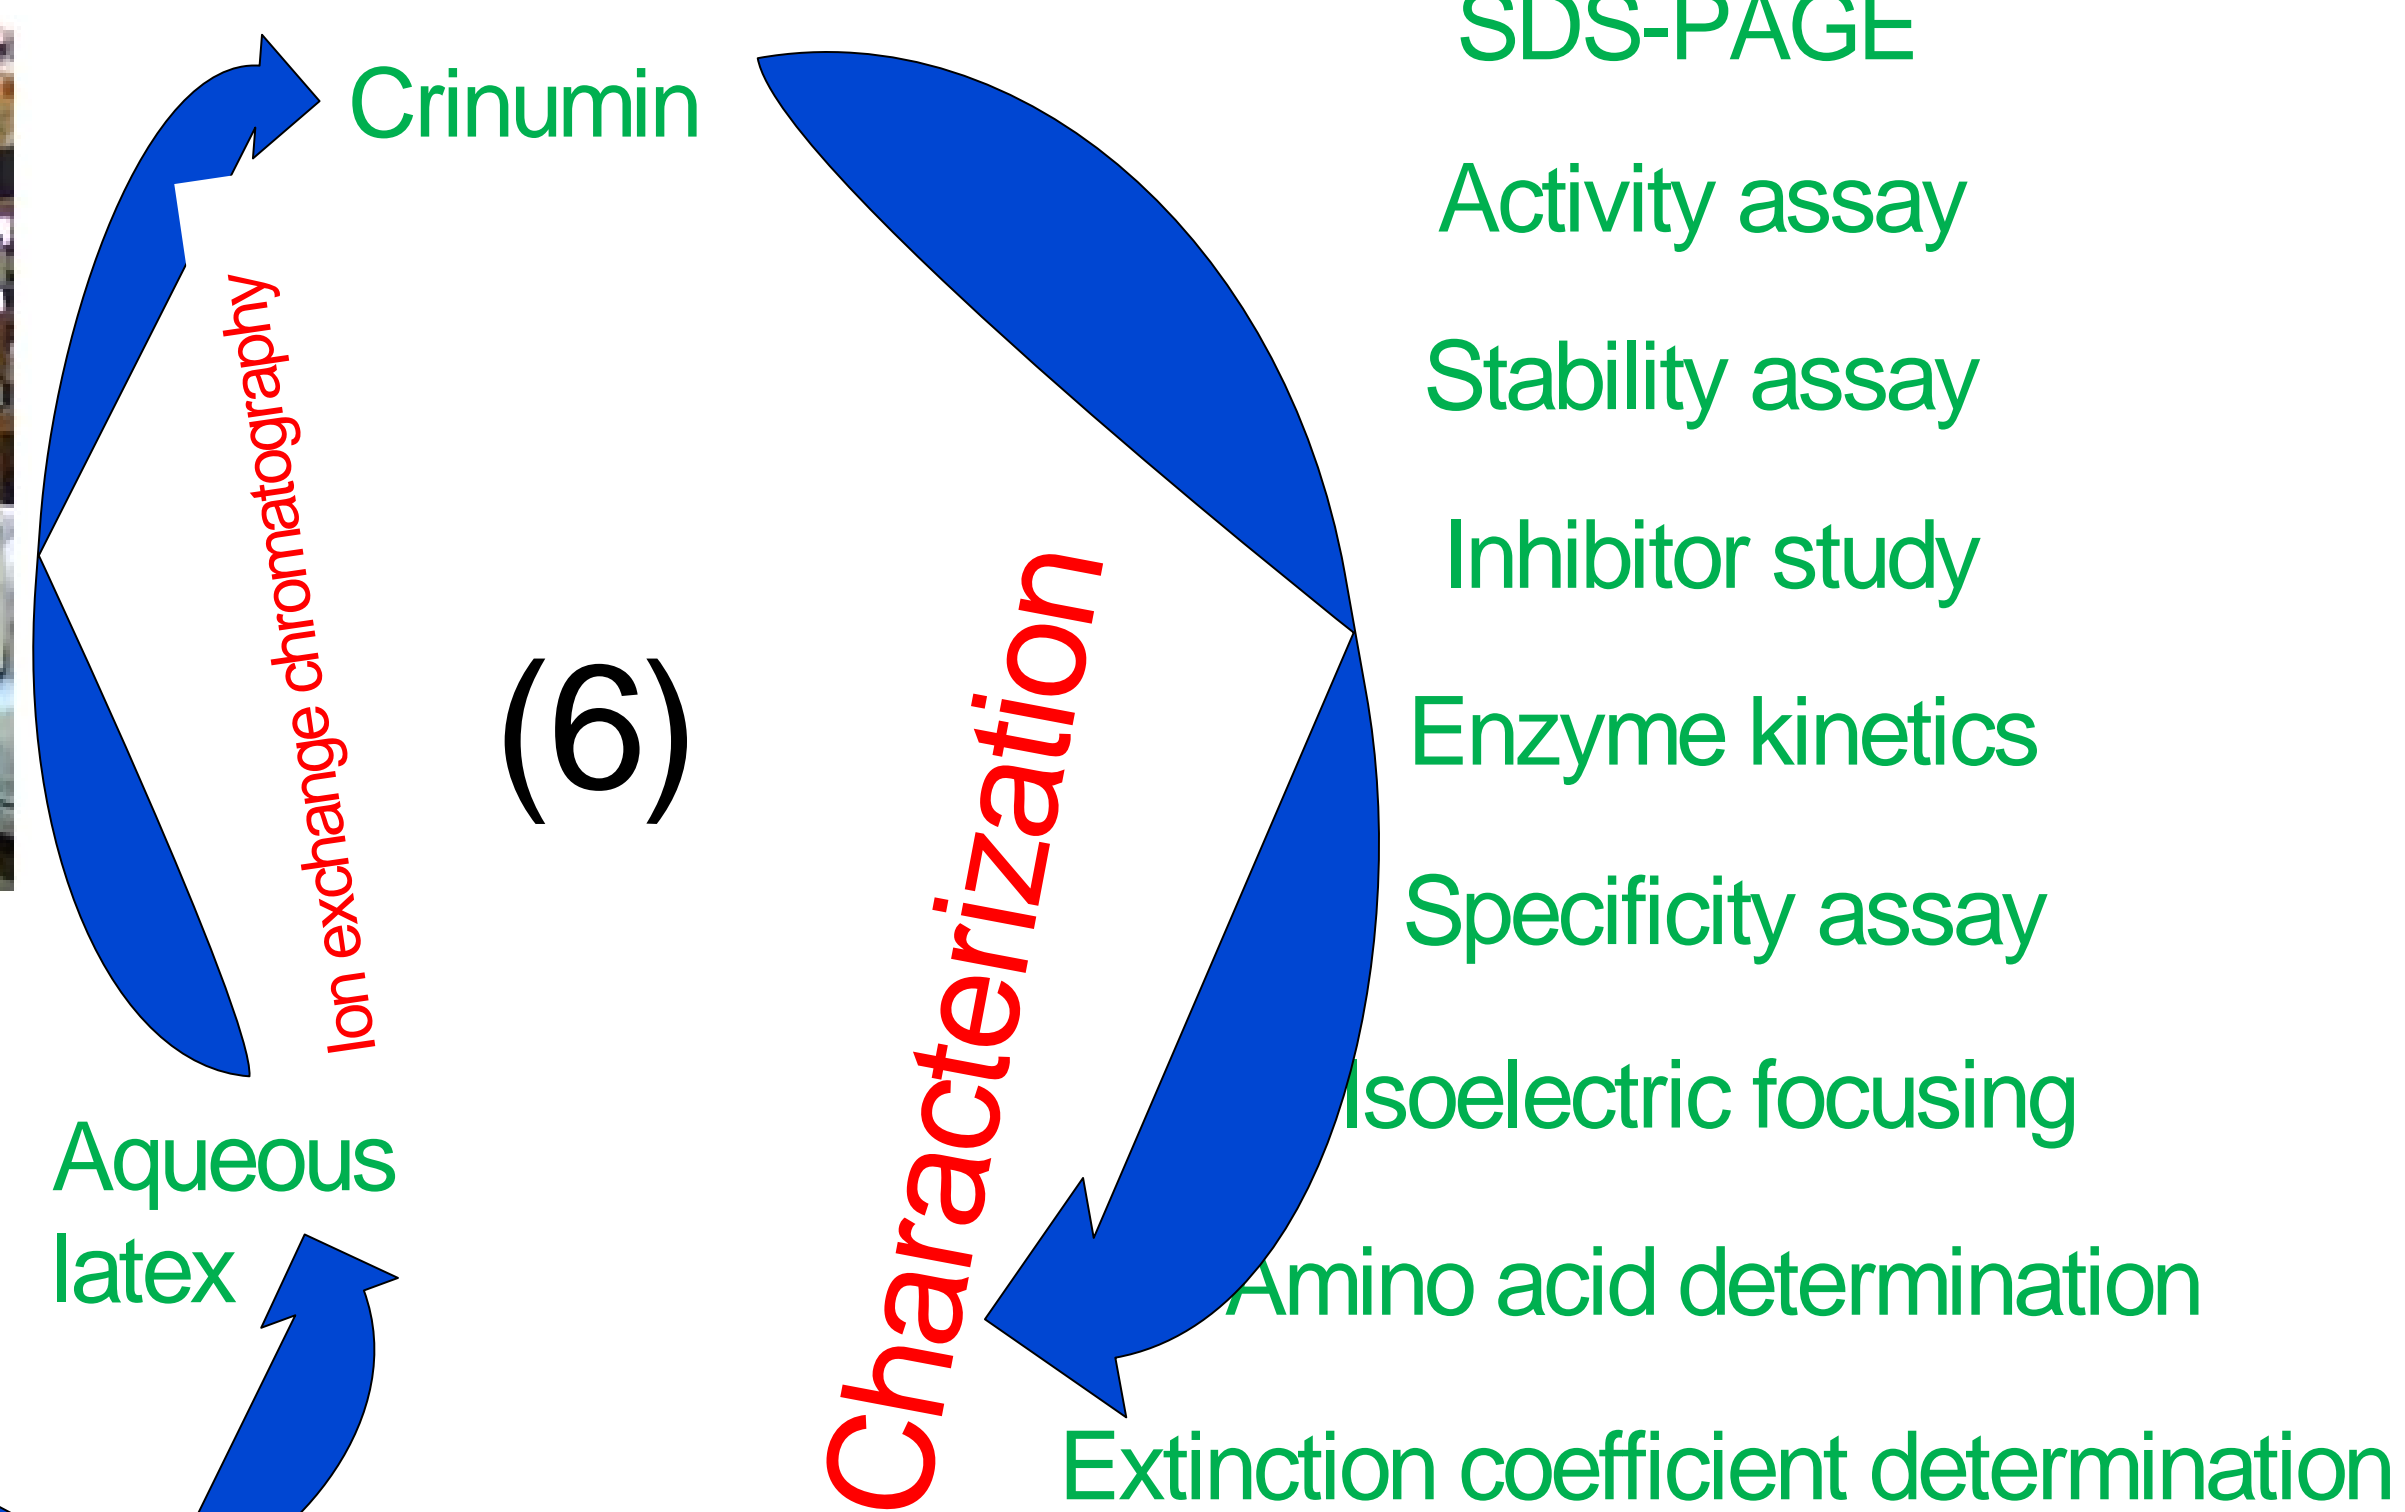 SDS-PAGE
Crinumin
Activity assay
Stability assay
Inhibitor study
Ion exchange chromatography
(6)
Characterization
Enzyme kinetics
Specificity assay
Isoelectric focusing
Aqueous
latex
Amino acid determination
Extinction coefficient determination